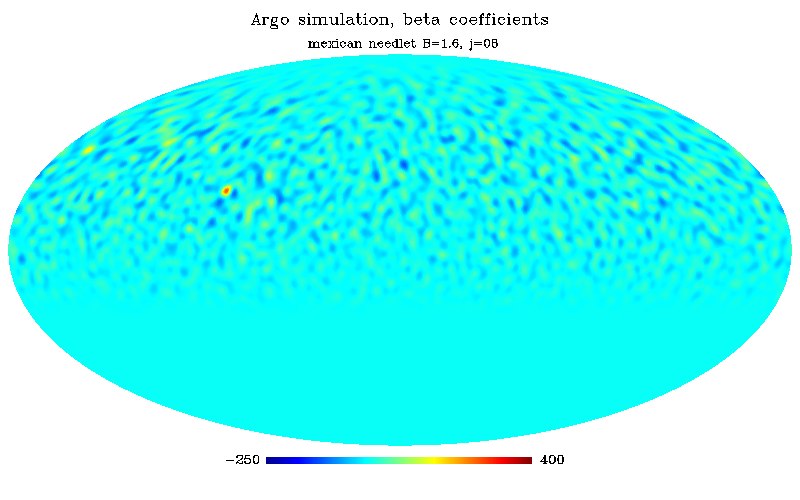 Argo simulation, beta coefficients
mexican needlet B=1.6, j=08
-250
400